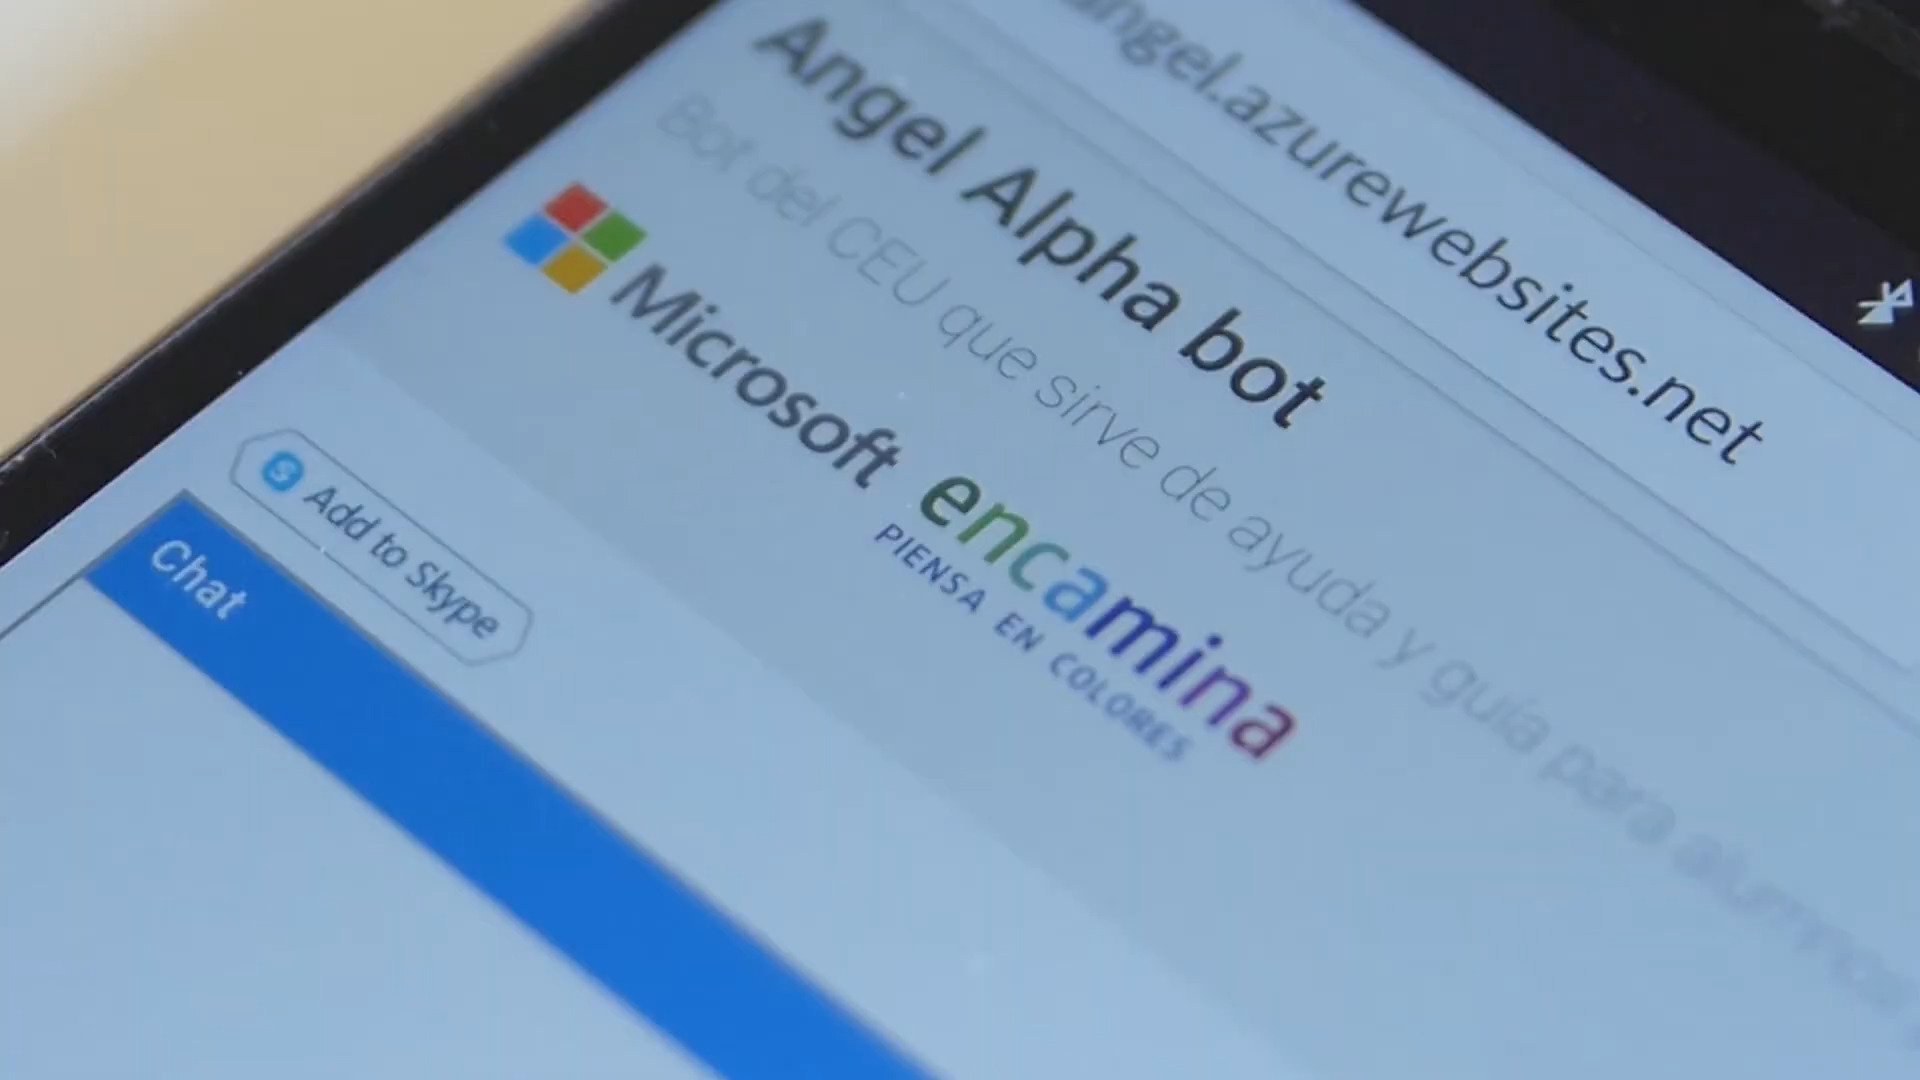 angel.azurewebsites.net
Angel Alpha bot
Bot del CEU que sirve de ayuda y guía para
Microsoft
encamina
PIENSA EN COLORES
Add to Skype
Chat